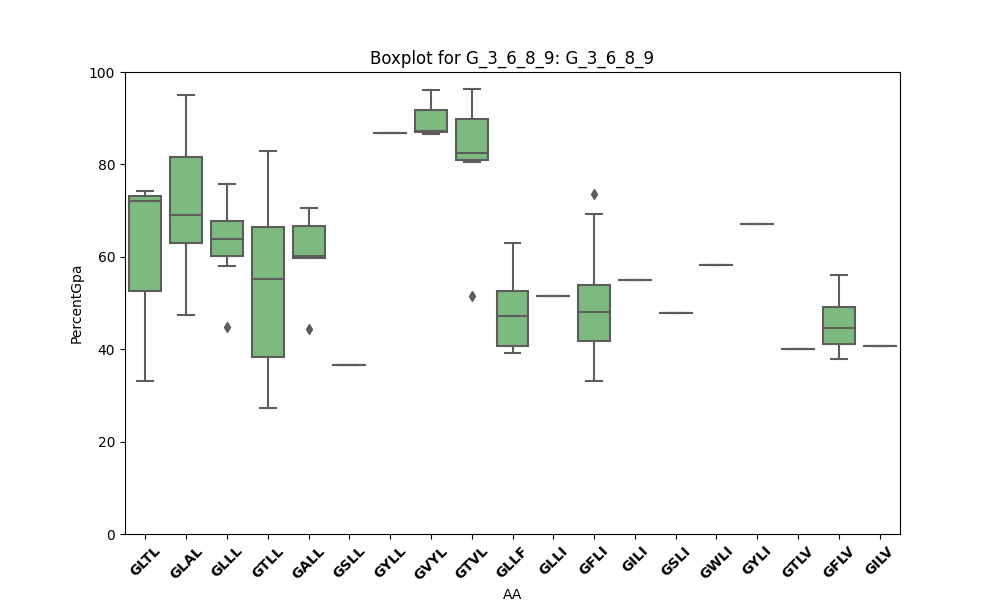 Boxplot for G_3_6_8_9: G_3_6_8_9
100
80
60
40
20
0
PercentGpa
GLTL GLAL GLLL GTLL GALL GSLL GYLL GVYL GTVL GLLF GLLI GFLI GILI GSLI GWLI GYLI GTLV GFLV GILV
AA